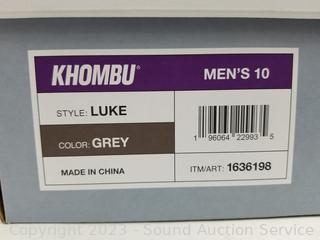 KHOMBU®
MEN'S 10
STYLE: LUKE
COLOR: GREY
1 96064 22993 5
MADE IN CHINA
ITM/ART: 1636198
Copyright © 2023 - Sound Auction Service